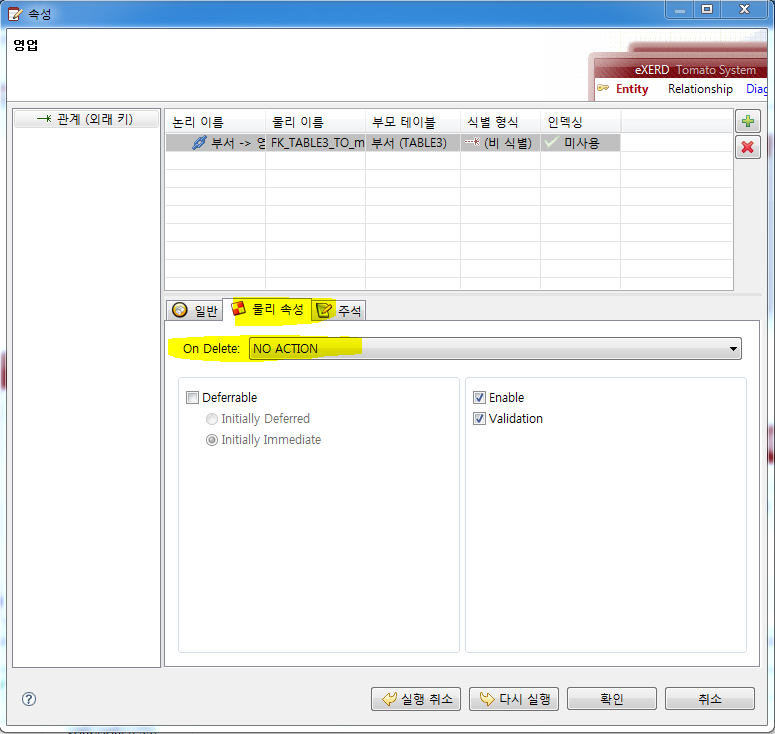 속성
영업
eXERD Tomato System
Entity Relationship Diag
관계 (외래 키)
논리 이름 물리 이름 부모 테이블 식별 형식 인덱싱
부서 -> 영 FK_TABLE3_TO_m 부서 (TABLE3) (비 식별) 미사용
일반 물리 속성 주석
On Delete: NO ACTION
Deferrable
Initially Deferred
Initially Immediate
Enable
Validation
실행 취소 다시 실행 확인 취소